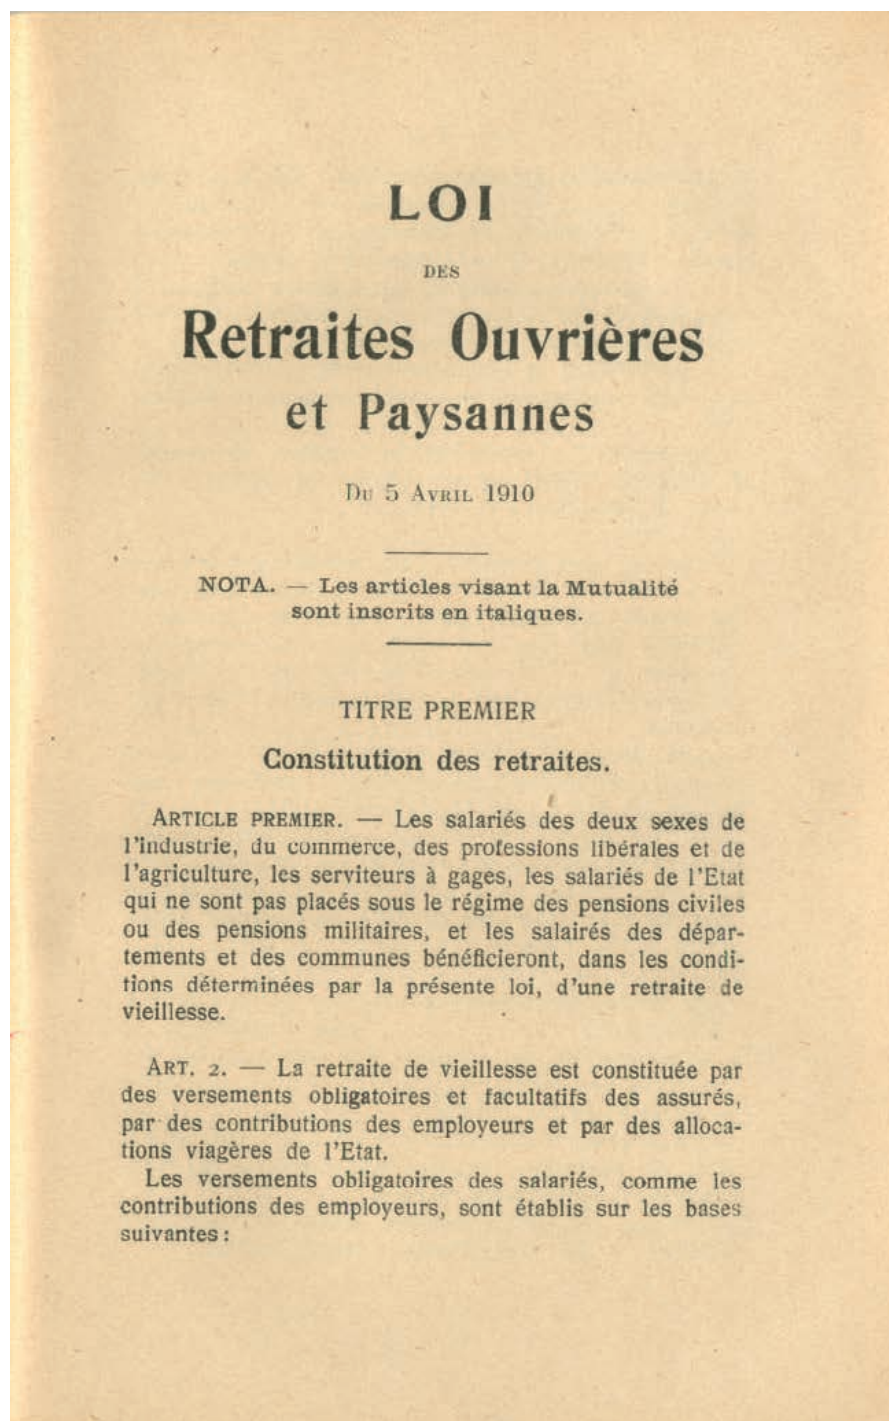 LOI
DES
Retraites Ouvrières
et Paysannes
Du 5 Avril 1910
NOTA. — Les articles visant la Mutualité
sont inscrits en italiques.
TITRE PREMIER
Constitution des retraites.
Article premier. — Les salariés des deux sexes de
l'industrie, du commerce, des professions libérales et de
l'agriculture, les serviteurs à gages, les salariés de l'Etat
qui ne sont pas placés sous le régime des pensions civiles
ou des pensions militaires, et les salairés des dépar-
tements et des communes bénéficieront, dans les condi-
tions déterminées par la présente loi, d'une retraite de
vieillesse.
Art. 2. — La retraite de vieillesse est constituée par
des versements obligatoires et facultatifs des assurés,
par des contributions des employeurs et par des alloca-
tions viagères de l'Etat.
Les versements obligatoires des salariés, comme les
contributions des employeurs, sont établis sur les bases
suivantes :